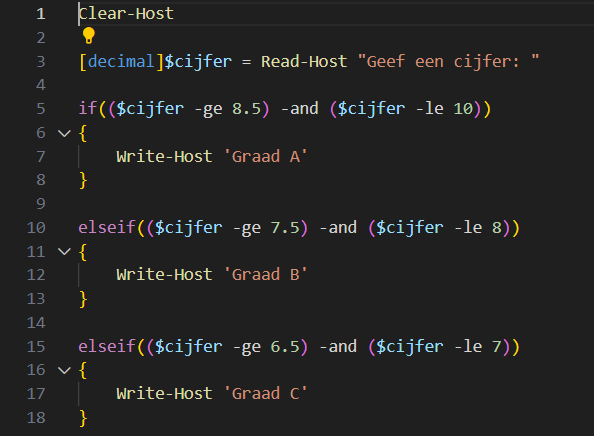 1 Clear-Host
2
3 [decimal]$cijfer = Read-Host "Geef een cijfer: "
4
5 if(($cijfer -ge 8.5) -and ($cijfer -le 10))
6 {
7     Write-Host 'Graad A'
8 }
9
10 elseif(($cijfer -ge 7.5) -and ($cijfer -le 8))
11 {
12     Write-Host 'Graad B'
13 }
14
15 elseif(($cijfer -ge 6.5) -and ($cijfer -le 7))
16 {
17     Write-Host 'Graad C'
18 }